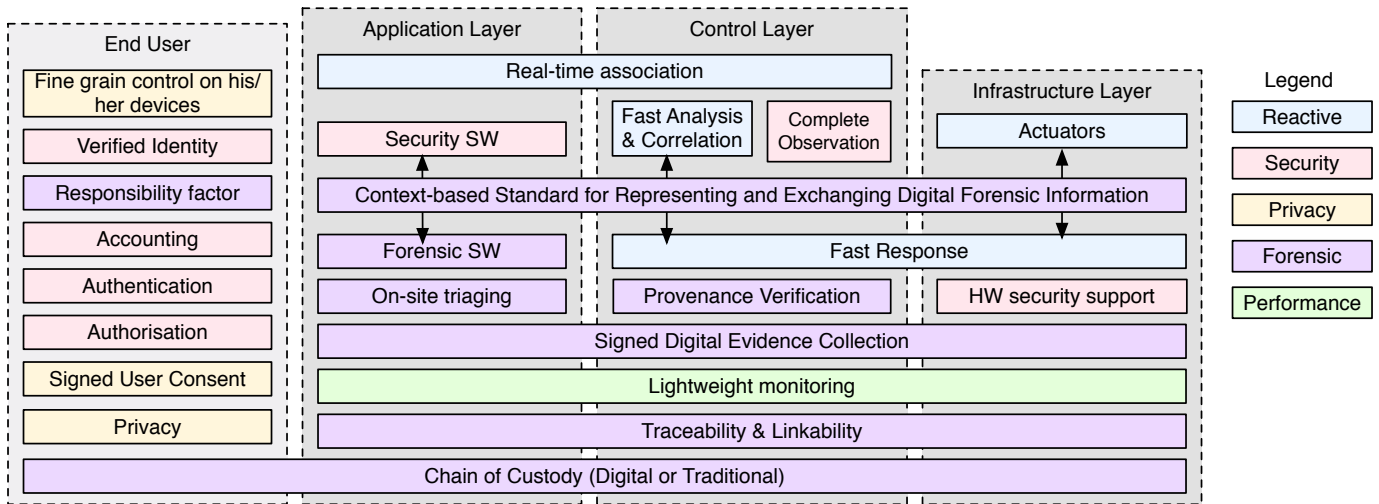 End User
Fine grain control on his/
her devices
Verified Identity
Responsibility factor
Accounting
Authentication
Authorisation
Signed User Consent
Privacy
Application Layer
Control Layer
Real-time association
Infrastructure Layer
Security SW
Fast Analysis
& Correlation
Complete
Observation
Actuators
Context-based Standard for Representing and Exchanging Digital Forensic Information
Forensic SW
Fast Response
On-site triaging
Provenance Verification
HW security support
Signed Digital Evidence Collection
Lightweight monitoring
Traceability & Linkability
Chain of Custody (Digital or Traditional)
Legend
Reactive
Security
Privacy
Forensic
Performance